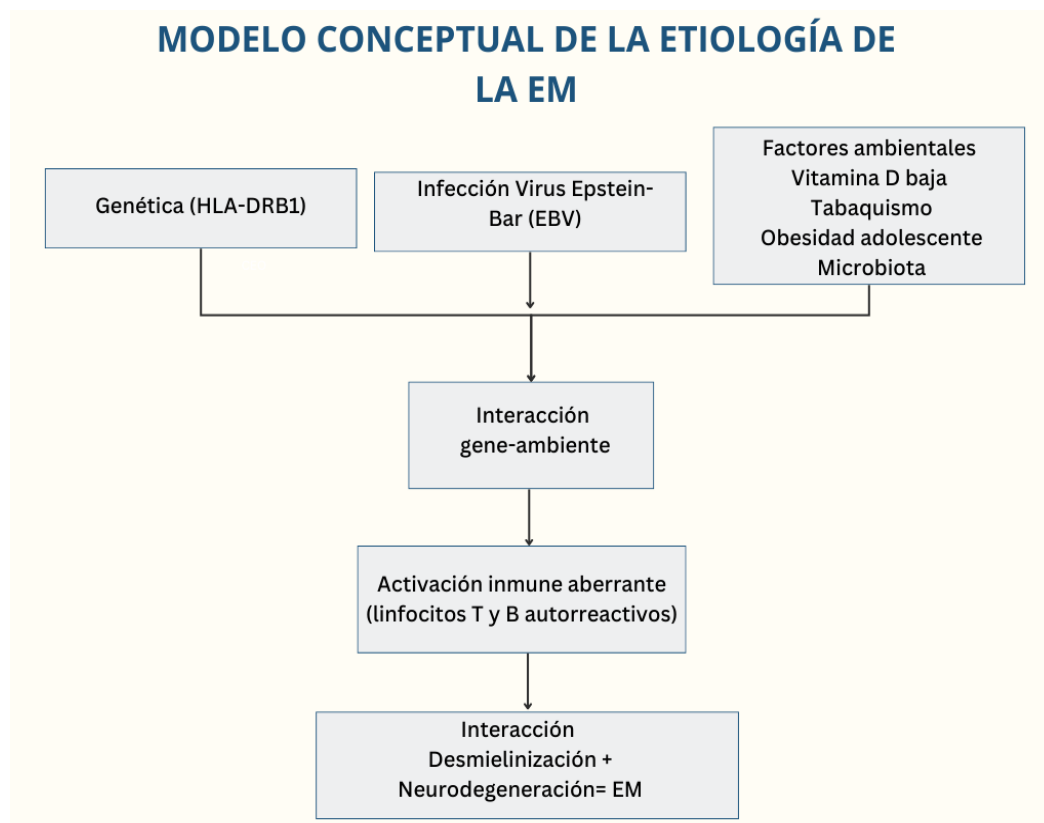 MODELO CONCEPTUAL DE LA ETIOLOGÍA DE
LA EM
Genética (HLA-DRB1)
Infección Virus Epstein-
Bar (EBV)
Factores ambientales
Vitamina D baja
Tabaquismo
Obesidad adolescente
Microbiota
Interacción
gene-ambiente
Activación inmune aberrante
(linfocitos T y B autorreactivos)
Interacción
Desmielinización +
Neurodegeneración= EM